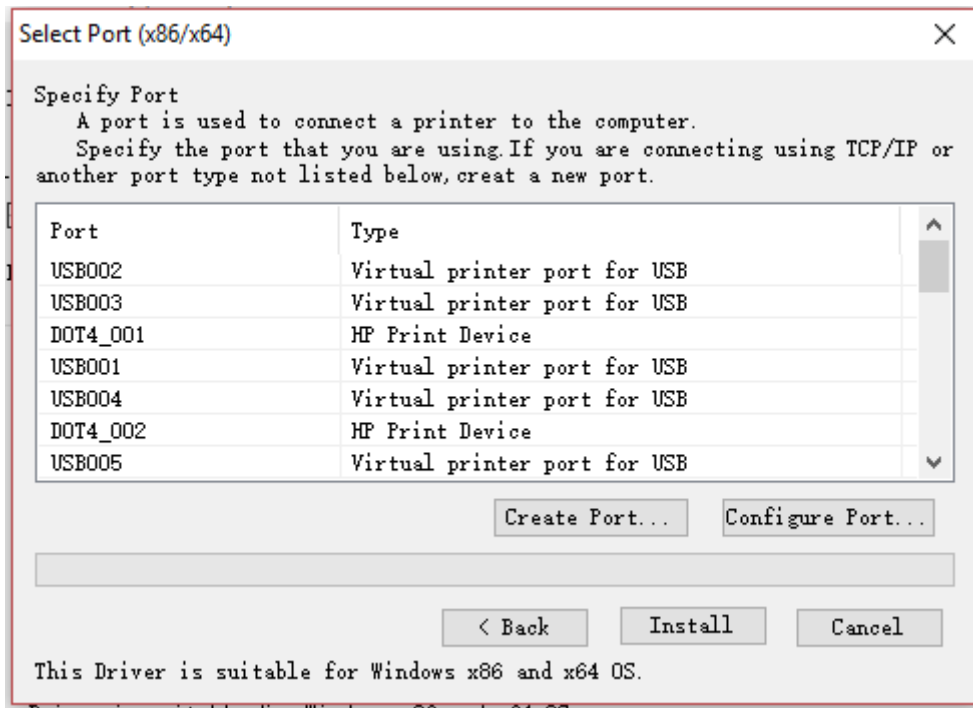 Select Port (x86/x64)
Specify Port
A port is used to connect a printer to the computer.
Specify the port that you are using.If you are connecting using TCP/IP or
another port type not listed below,creat a new port.
Port Type
USB002 Virtual printer port for USB
USB003 Virtual printer port for USB
DOT4_001 HP Print Device
USB001 Virtual printer port for USB
USB004 Virtual printer port for USB
DOT4_002 HP Print Device
USB005 Virtual printer port for USB
Create Port... Configure Port...
< Back Install Cancel
This Driver is suitable for Windows x86 and x64 OS.